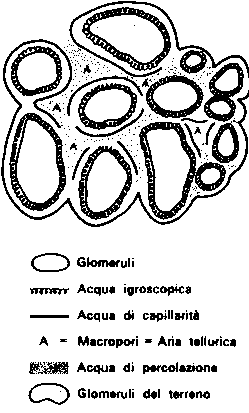 A
A
A
A
A
Glomeruli
Acqua igroscopica
Acqua di capillarità
A = Macropori = Aria tellurica
Acqua di percolazione
Glomeruli del terreno